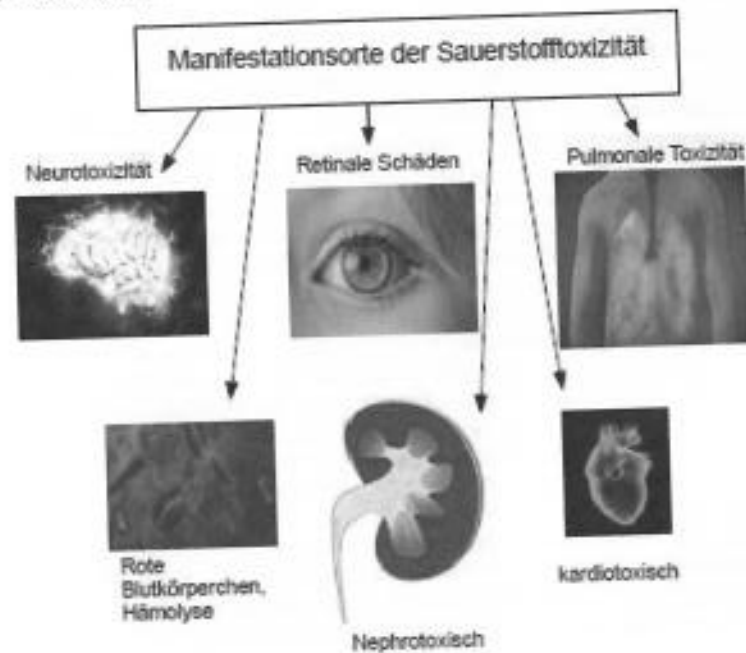 Manifestationsorte der Sauerstofftoxizität
Neurotoxizität
Retinale Schäden
Pulmonale Toxizität
Rote
Blutkörperchen,
Hämolyse
Nephrotoxisch
kardiotoxisch